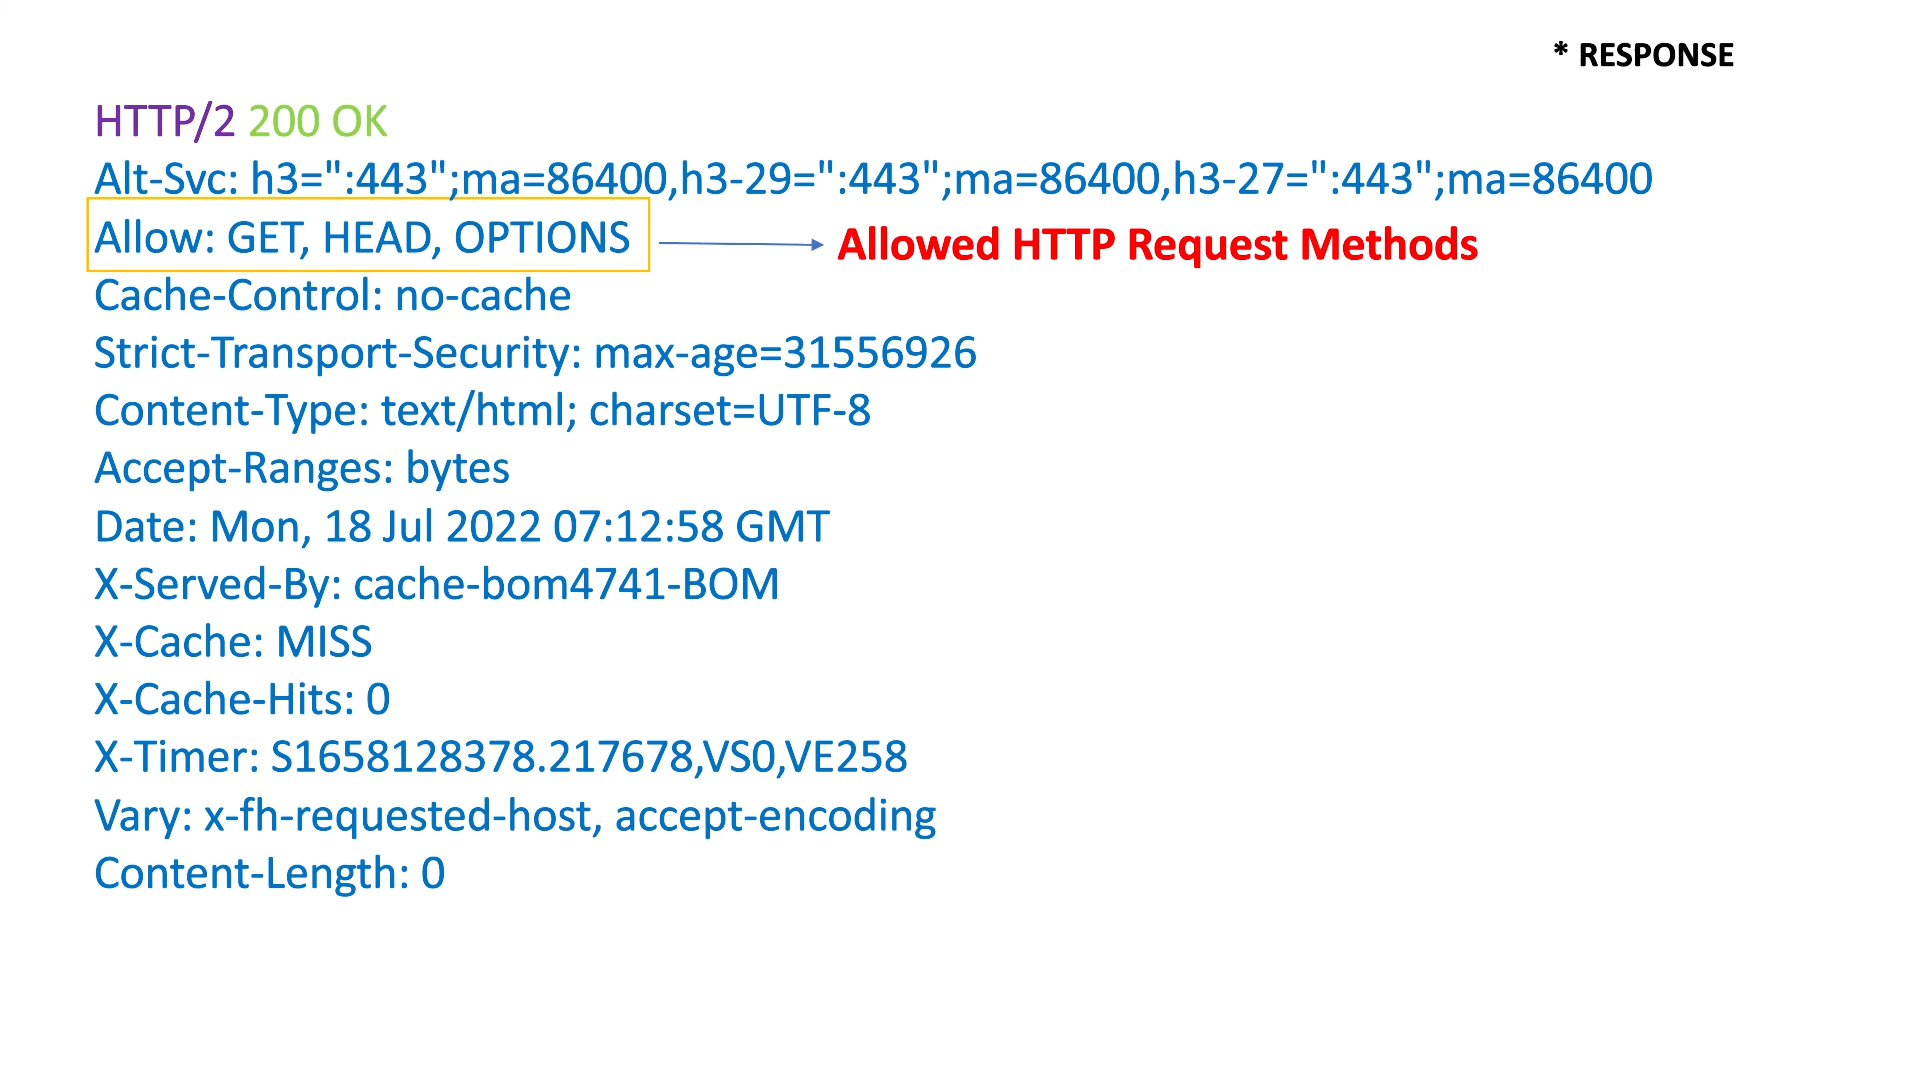 * RESPONSE
HTTP/2 200 OK
Alt-Svc: h3=":443";ma=86400,h3-29=":443";ma=86400,h3-27=":443";ma=86400
Allow: GET, HEAD, OPTIONS
Allowed HTTP Request Methods
Cache-Control: no-cache
Strict-Transport-Security: max-age=31556926
Content-Type: text/html; charset=UTF-8
Accept-Ranges: bytes
Date: Mon, 18 Jul 2022 07:12:58 GMT
X-Served-By: cache-bom4741-BOM
X-Cache: MISS
X-Cache-Hits: 0
X-Timer: S1658128378.217678,VS0,VE258
Vary: x-fh-requested-host, accept-encoding
Content-Length: 0